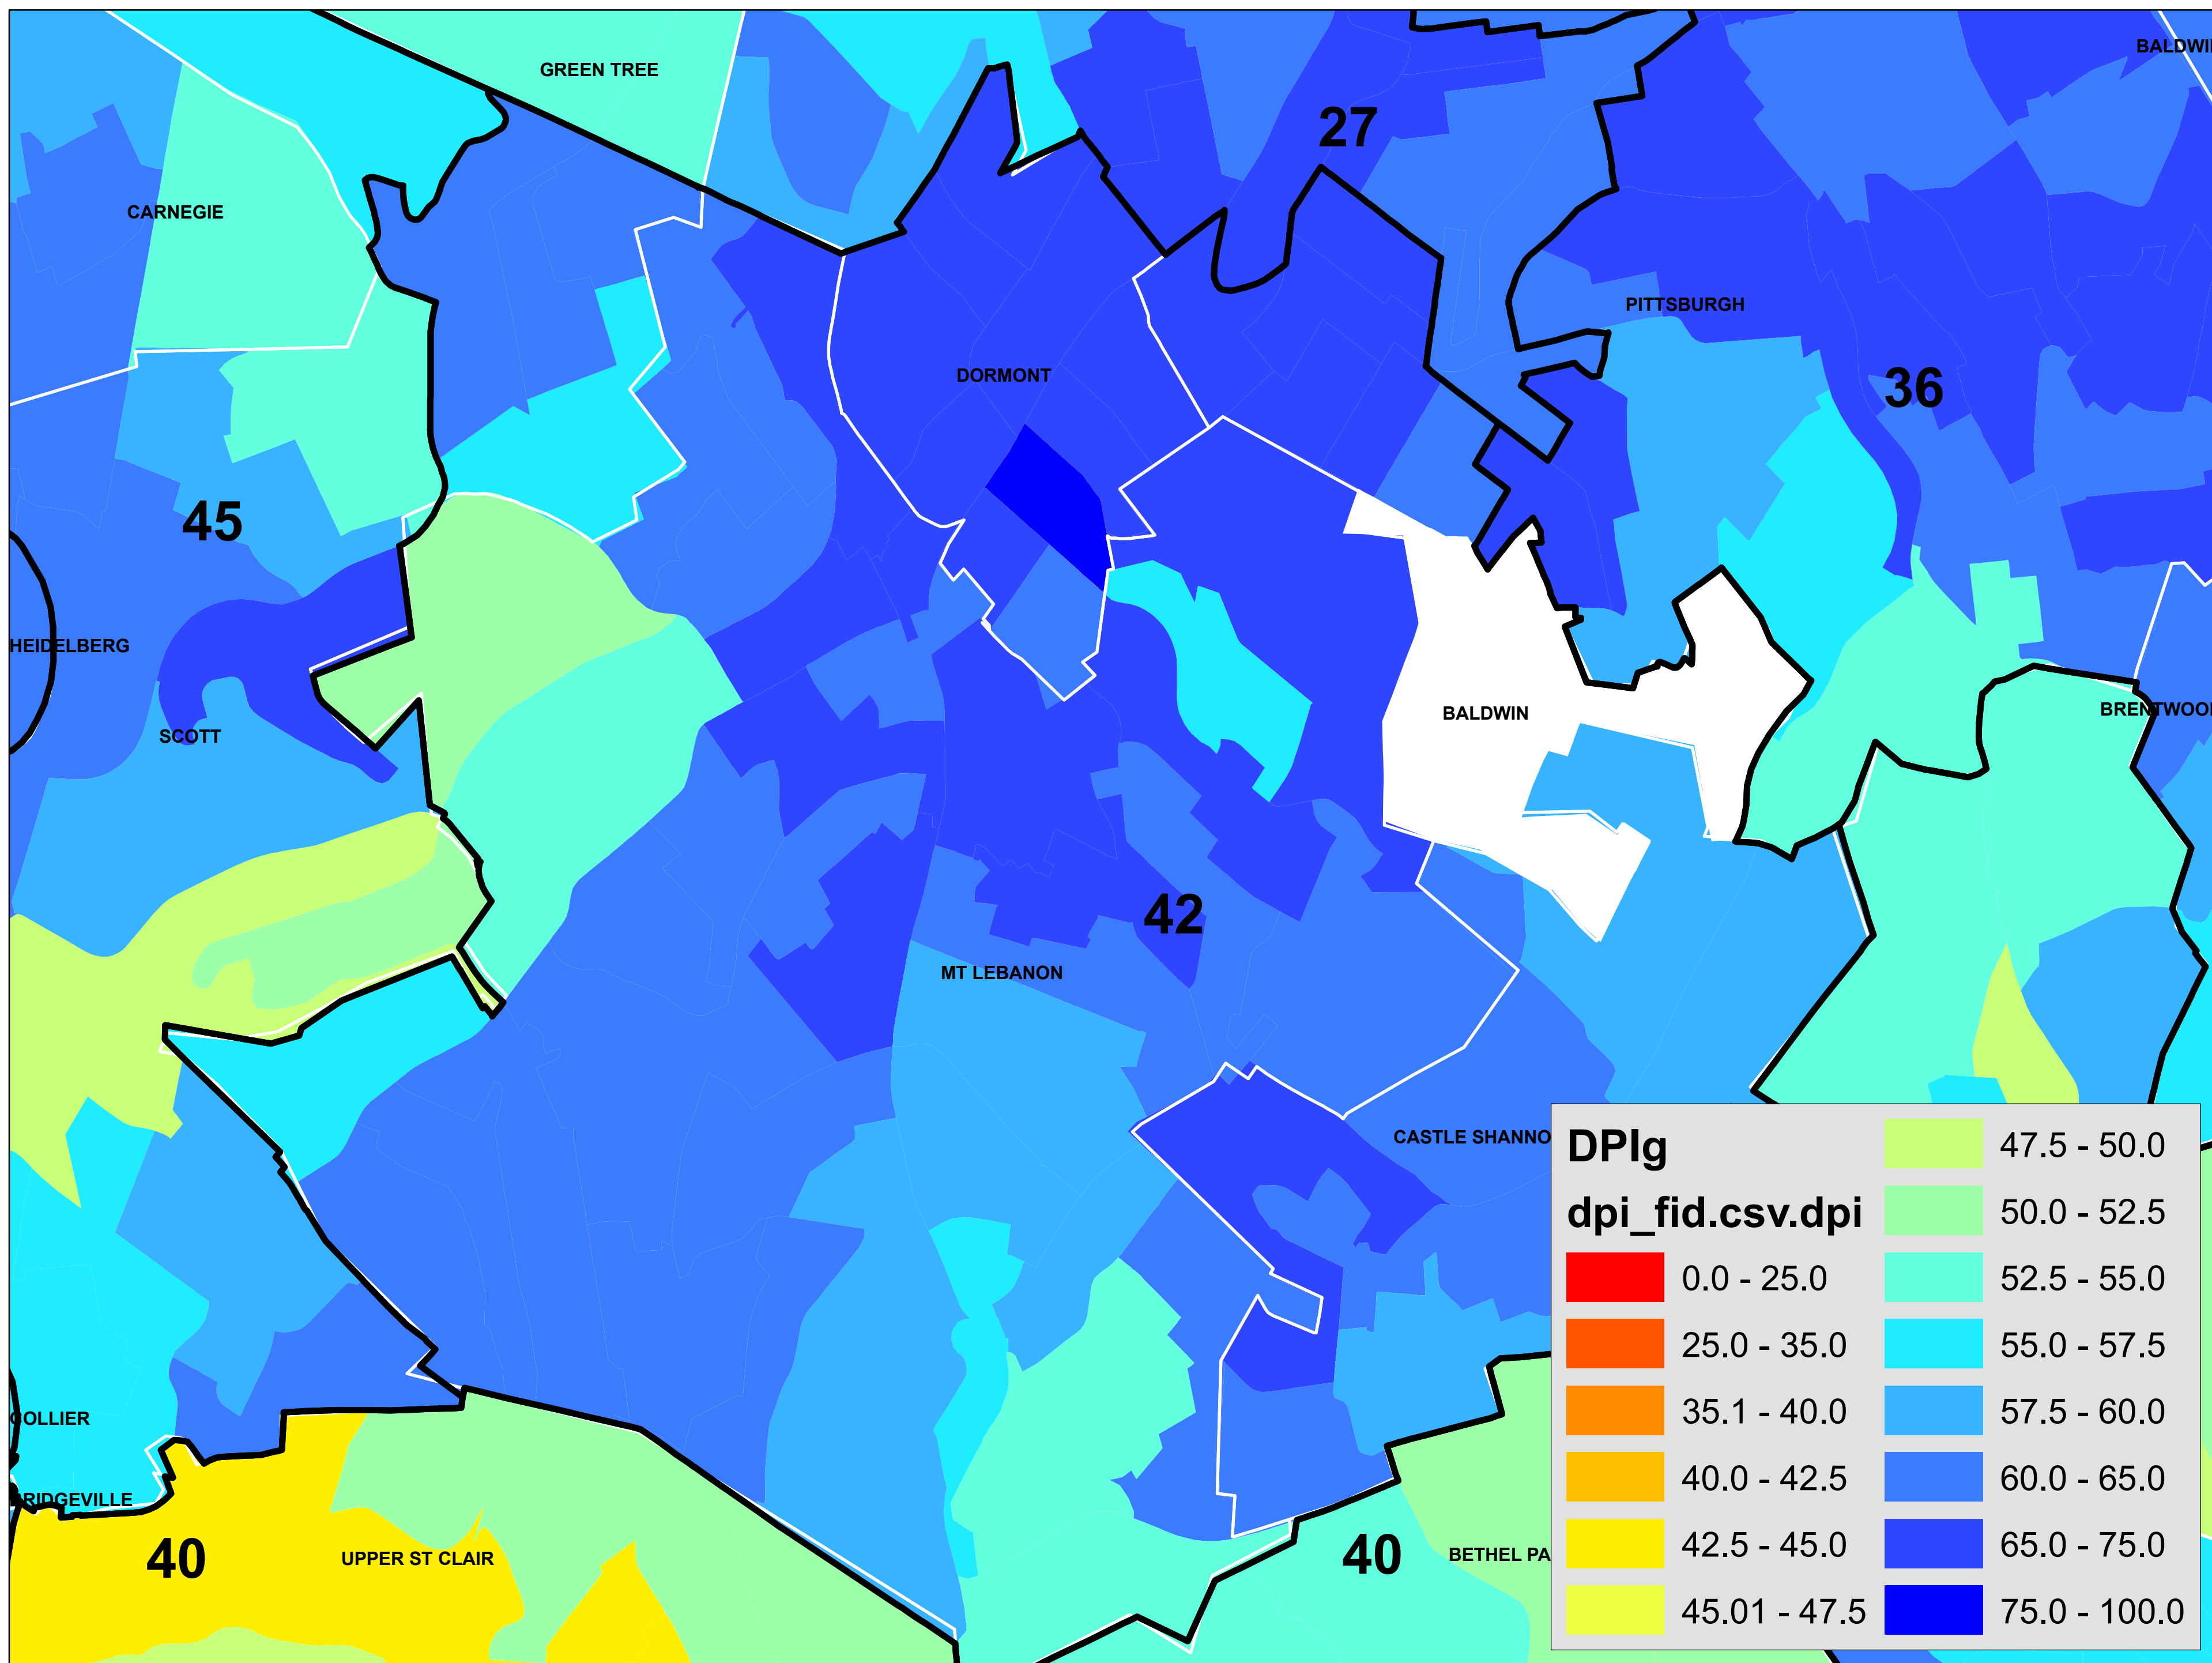 BALDWI
GREEN TREE
27
CARNEGIE
PITTSBURGH
DORMONT
36
45
HEIDELBERG
BALDWIN
BRENTWOO
SCOTT
42
MT LEBANON
CASTLE SHANNO
COLLIER
BRIDGEVILLE
40
UPPER ST CLAIR
40
BETHEL PA
DPIg
dpi_fid.csv.dpi
0.0 - 25.0
25.0 - 35.0
35.1 - 40.0
40.0 - 42.5
42.5 - 45.0
45.01 - 47.5
47.5 - 50.0
50.0 - 52.5
52.5 - 55.0
55.0 - 57.5
57.5 - 60.0
60.0 - 65.0
65.0 - 75.0
75.0 - 100.0